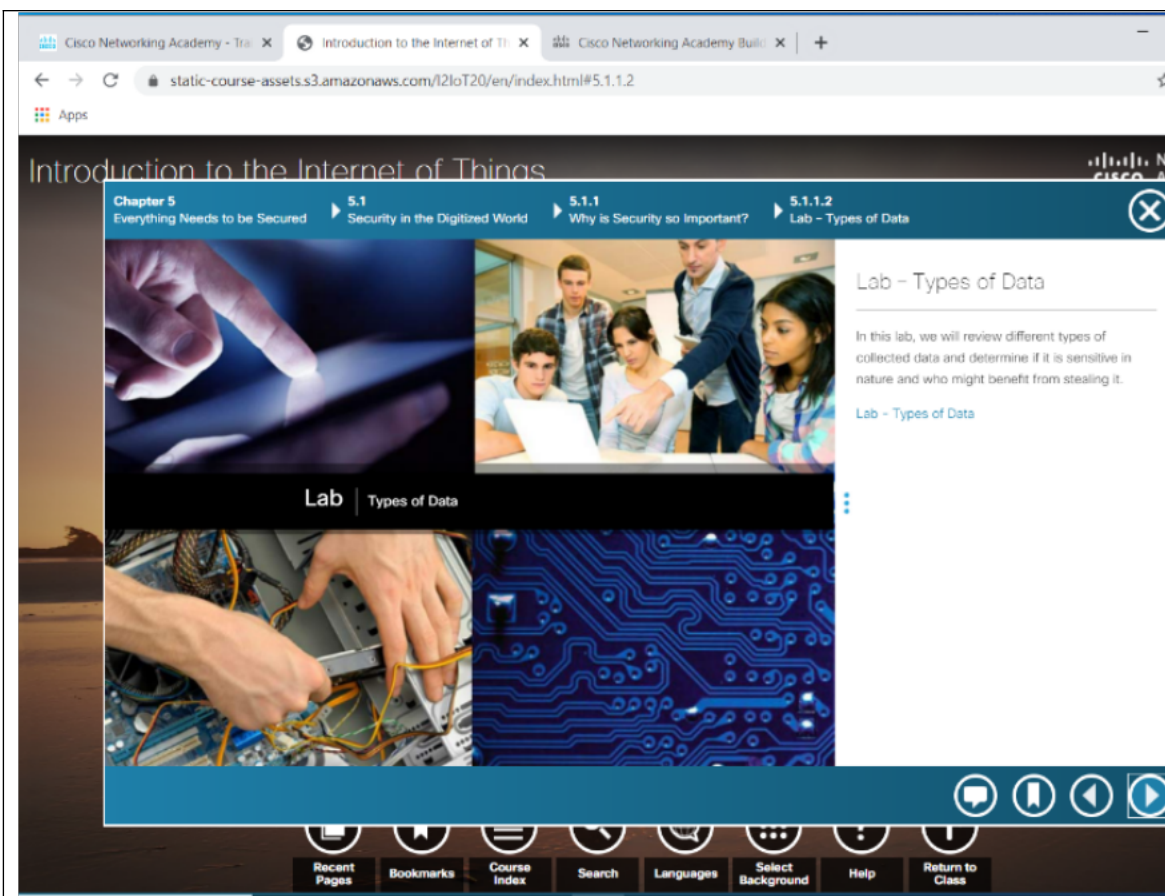 Cisco Networking Academy - Tra
Introduction to the Internet of Th
Cisco Networking Academy Build
static-course-assets.s3.amazonaws.com/I2IoT20/en/index.html#5.1.1.2
Apps
Introduction to the Internet of Things
CISCO
Chapter 5
Everything Needs to be Secured
5.1
Security in the Digitized World
5.1.1
Why is Security so Important?
5.1.1.2
Lab - Types of Data
Lab – Types of Data
In this lab, we will review different types of
collected data and determine if it is sensitive in
nature and who might benefit from stealing it.
Lab - Types of Data
Lab | Types of Data
Recent
Pages
Bookmarks
Course
Index
Search
Languages
Select
Background
Help
Return to
Class